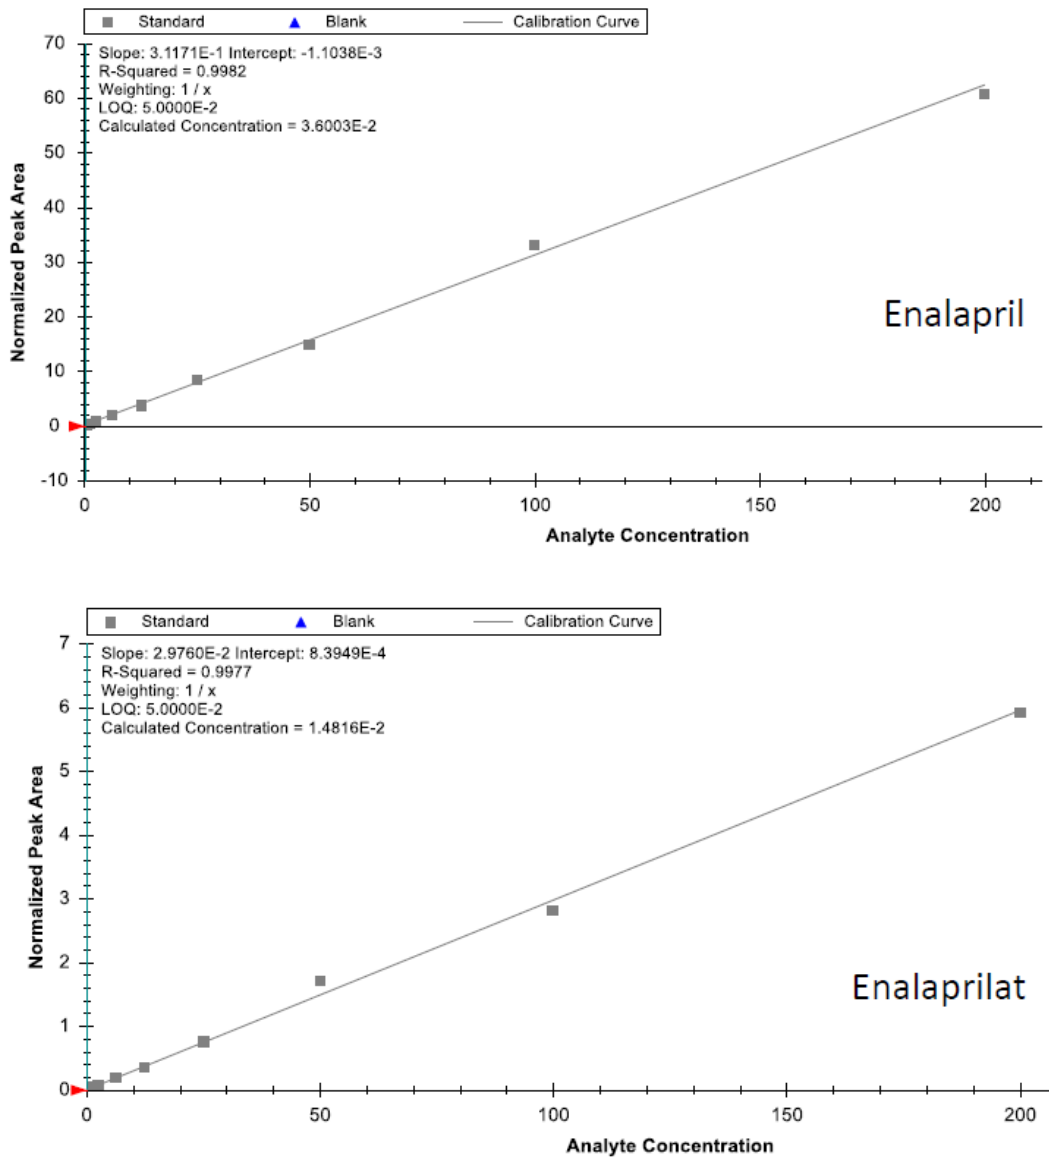 Standard Blank Calibration Curve
Slope: 3.1171E-1 Intercept: -1.1038E-3
R-Squared = 0.9982
Weighting: 1 / x
LOQ: 5.0000E-2
Calculated Concentration = 3.6003E-2
70
60
50
40
30
20
10
0
-10
Normalized Peak Area
Enalapril
0 50 100 150 200
Analyte Concentration
Standard Blank Calibration Curve
Slope: 2.9760E-2 Intercept: 8.3949E-4
R-Squared = 0.9977
Weighting: 1 / x
LOQ: 5.0000E-2
Calculated Concentration = 1.4816E-2
7
6
5
4
3
2
1
0
Normalized Peak Area
Enalaprilat
0 50 100 150 200
Analyte Concentration